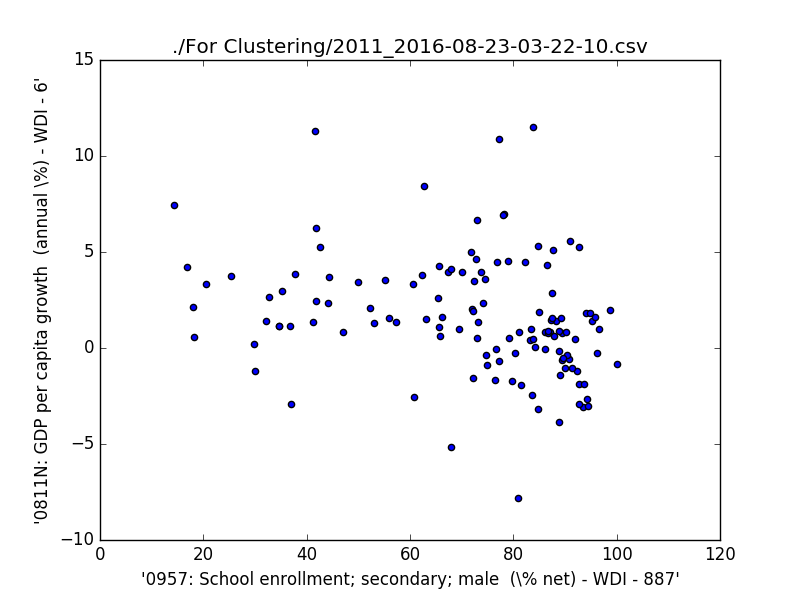 ./For Clustering/2011_2016-08-23-03-22-10.csv
'0811N: GDP per capita growth  (annual \%) - WDI - 6'
15
10
5
0
−5
−10
0 20 40 60 80 100 120
'0957: School enrollment; secondary; male  (\% net) - WDI - 887'